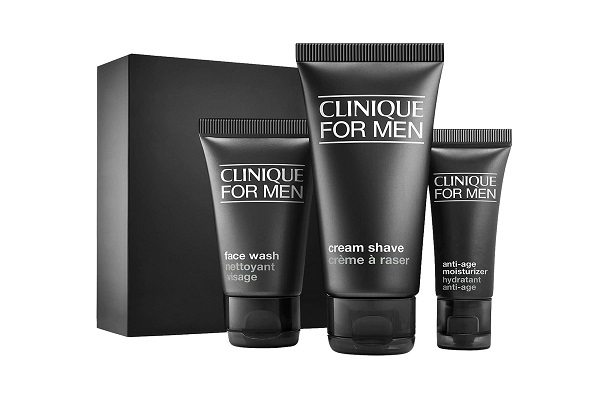 CLINIQUE
FOR MEN
face wash
nettoyant
visage
CLINIQUE
FOR MEN
cream shave
crème à raser
CLINIQUE
FOR MEN
anti-age
moisturizer
hydratant
anti-age